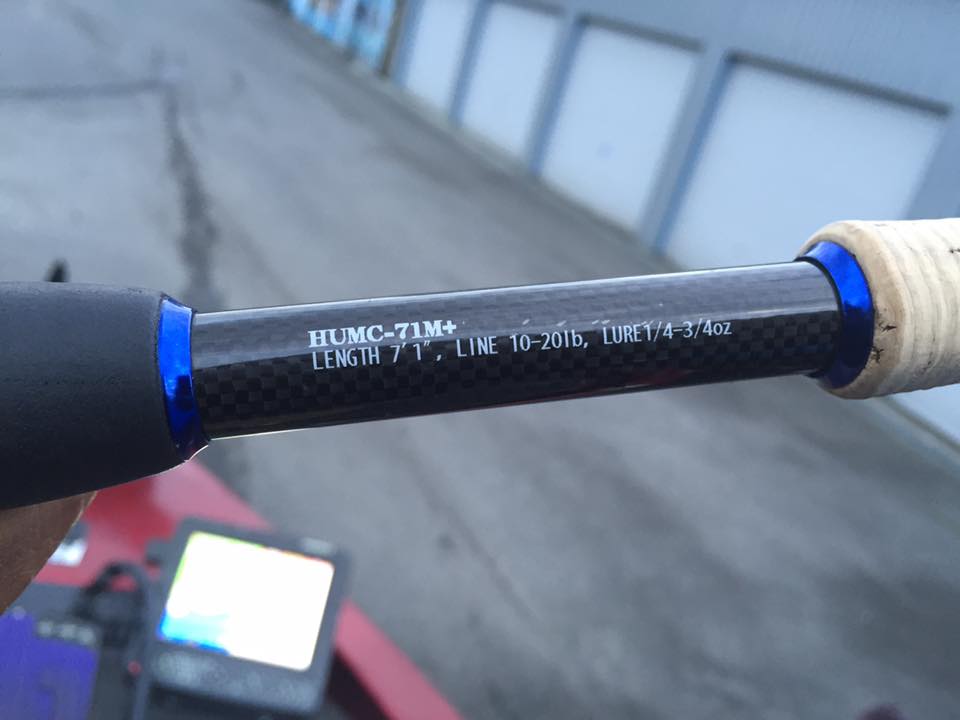 HUMC-71M+
LENGTH 7'1", LINE 10-20lb, LURE1/4-3/4oz